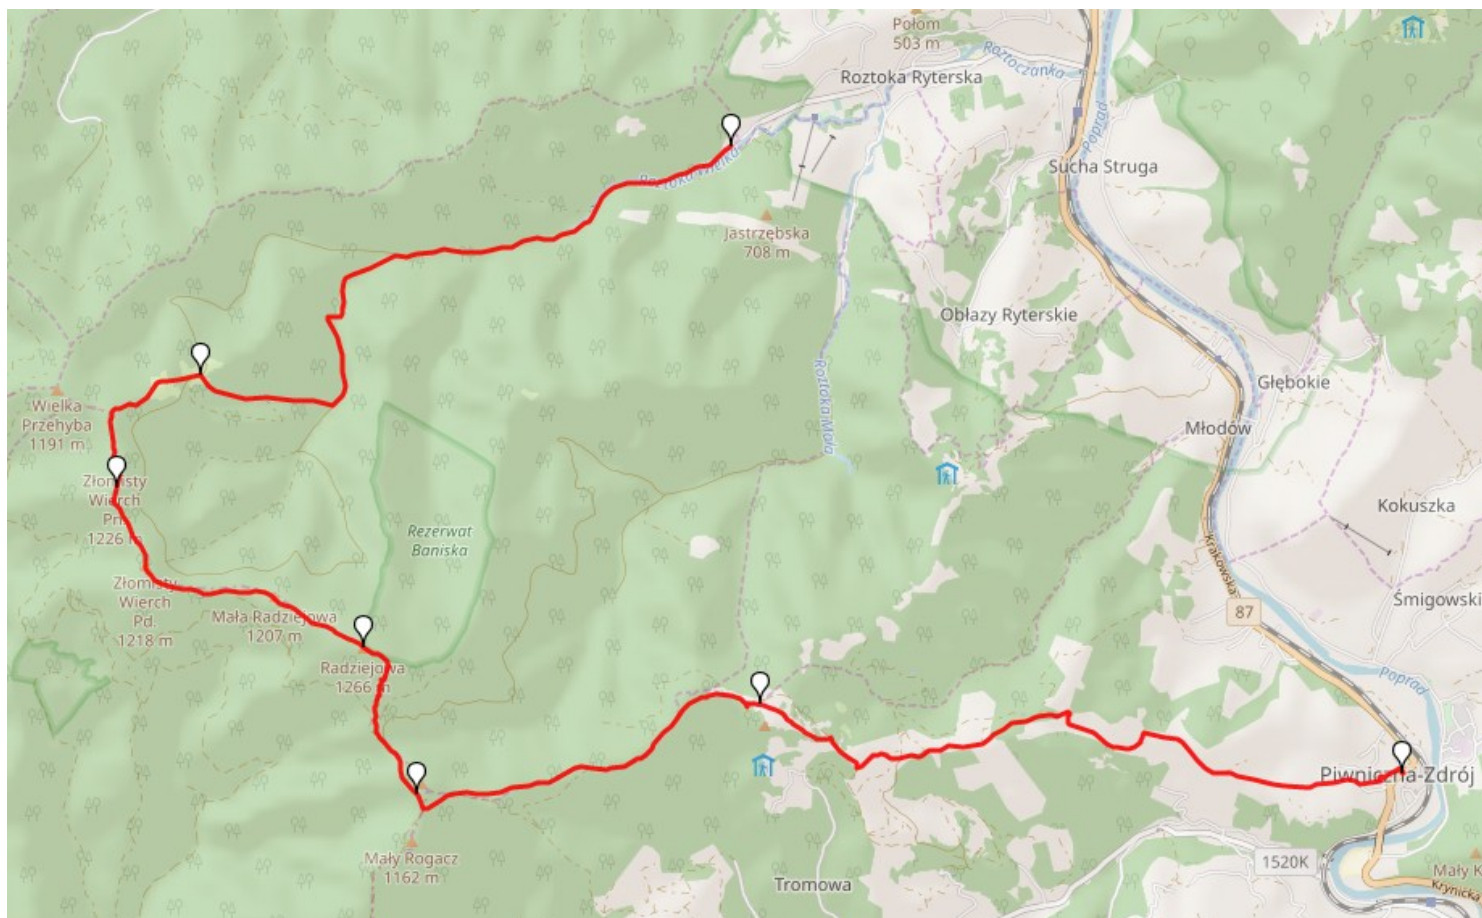 Połom
503 m
Roztoczanka
Roztoka Ryterska
Poprad
Sucha Struga
Roztoka Wielka
Jastrzębska
708 m
Obłazy Ryterskie
Roztoka Mała
Głębokie
Wielka
Przehyba
1191 m
Młodów
Złomisty
Wierch
Pn.
1226 m
Rezerwat
Baniska
Kokuszka
Krakowska
Złomisty
Wierch
Pd.
1218 m
Mała Radziejowa
1207 m
87
Śmigowski
Radziejowa
1266 m
Poprad
Piwniczna-Zdrój
Mały Rogacz
1162 m
1520K
Tromowa
Mały K
Krynicka